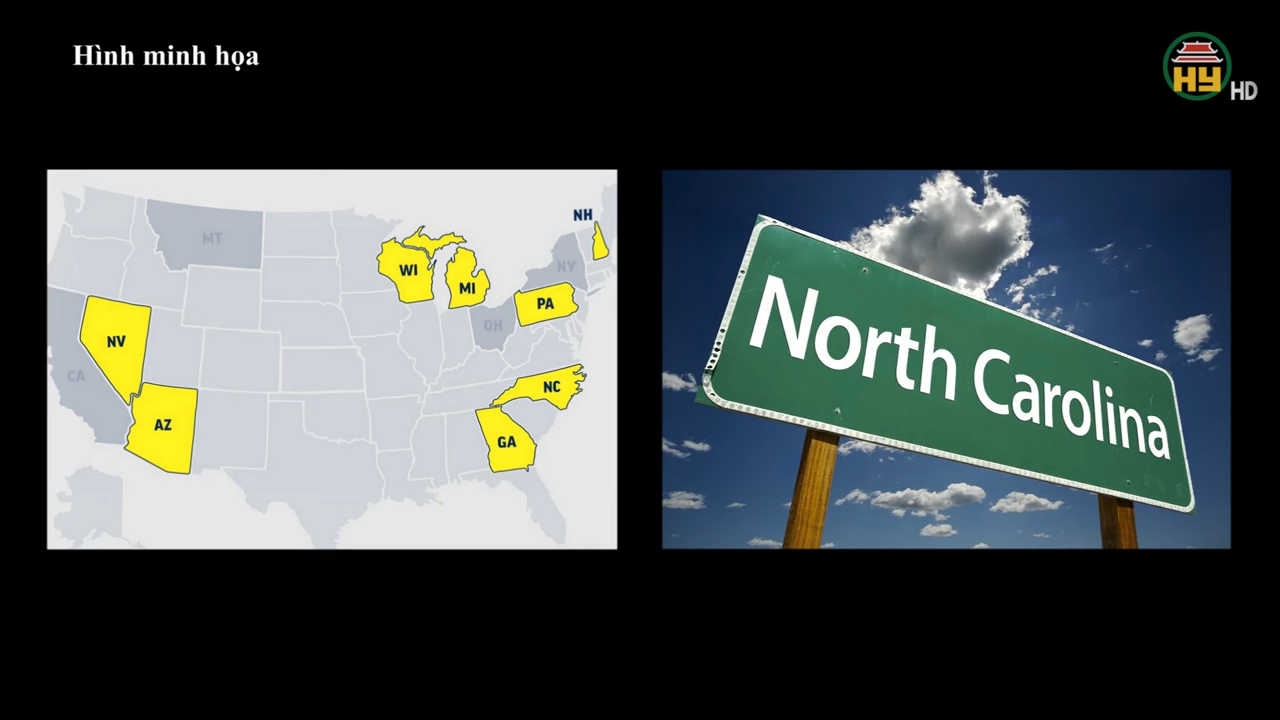 Hình minh họa
HY
HD
NH
MT
WI
NY
MI
PA
NV
OH
CA
NC
AZ
GA
North Carolina